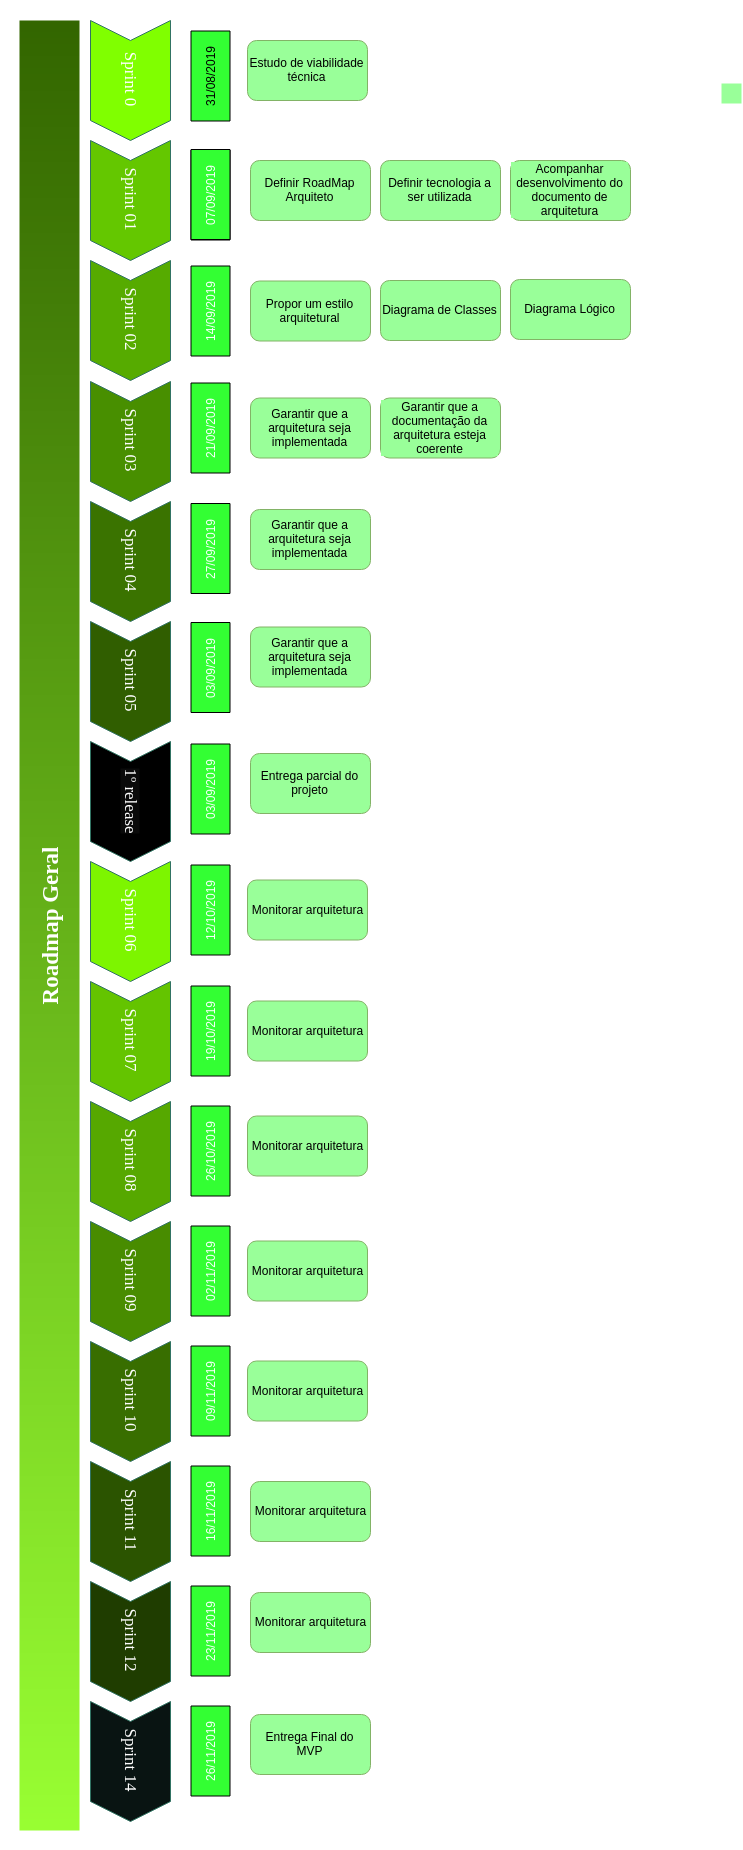 Roadmap Geral
Sprint 0
31/08/2019
Estudo de viabilidade
técnica
Sprint 01
07/09/2019
Definir RoadMap
Arquiteto
Definir tecnologia a
ser utilizada
Acompanhar
desenvolvimento do
documento de
arquitetura
Sprint 02
14/09/2019
Propor um estilo
arquitetural
Diagrama de Classes
Diagrama Lógico
Sprint 03
21/09/2019
Garantir que a
arquitetura seja
implementada
Garantir que a
documentação da
arquitetura esteja
coerente
Sprint 04
27/09/2019
Garantir que a
arquitetura seja
implementada
Sprint 05
03/09/2019
Garantir que a
arquitetura seja
implementada
1º release
03/09/2019
Entrega parcial do
projeto
Sprint 06
12/10/2019
Monitorar arquitetura
Sprint 07
19/10/2019
Monitorar arquitetura
Sprint 08
26/10/2019
Monitorar arquitetura
Sprint 09
02/11/2019
Monitorar arquitetura
Sprint 10
09/11/2019
Monitorar arquitetura
Sprint 11
16/11/2019
Monitorar arquitetura
Sprint 12
23/11/2019
Monitorar arquitetura
Sprint 14
26/11/2019
Entrega Final do
MVP